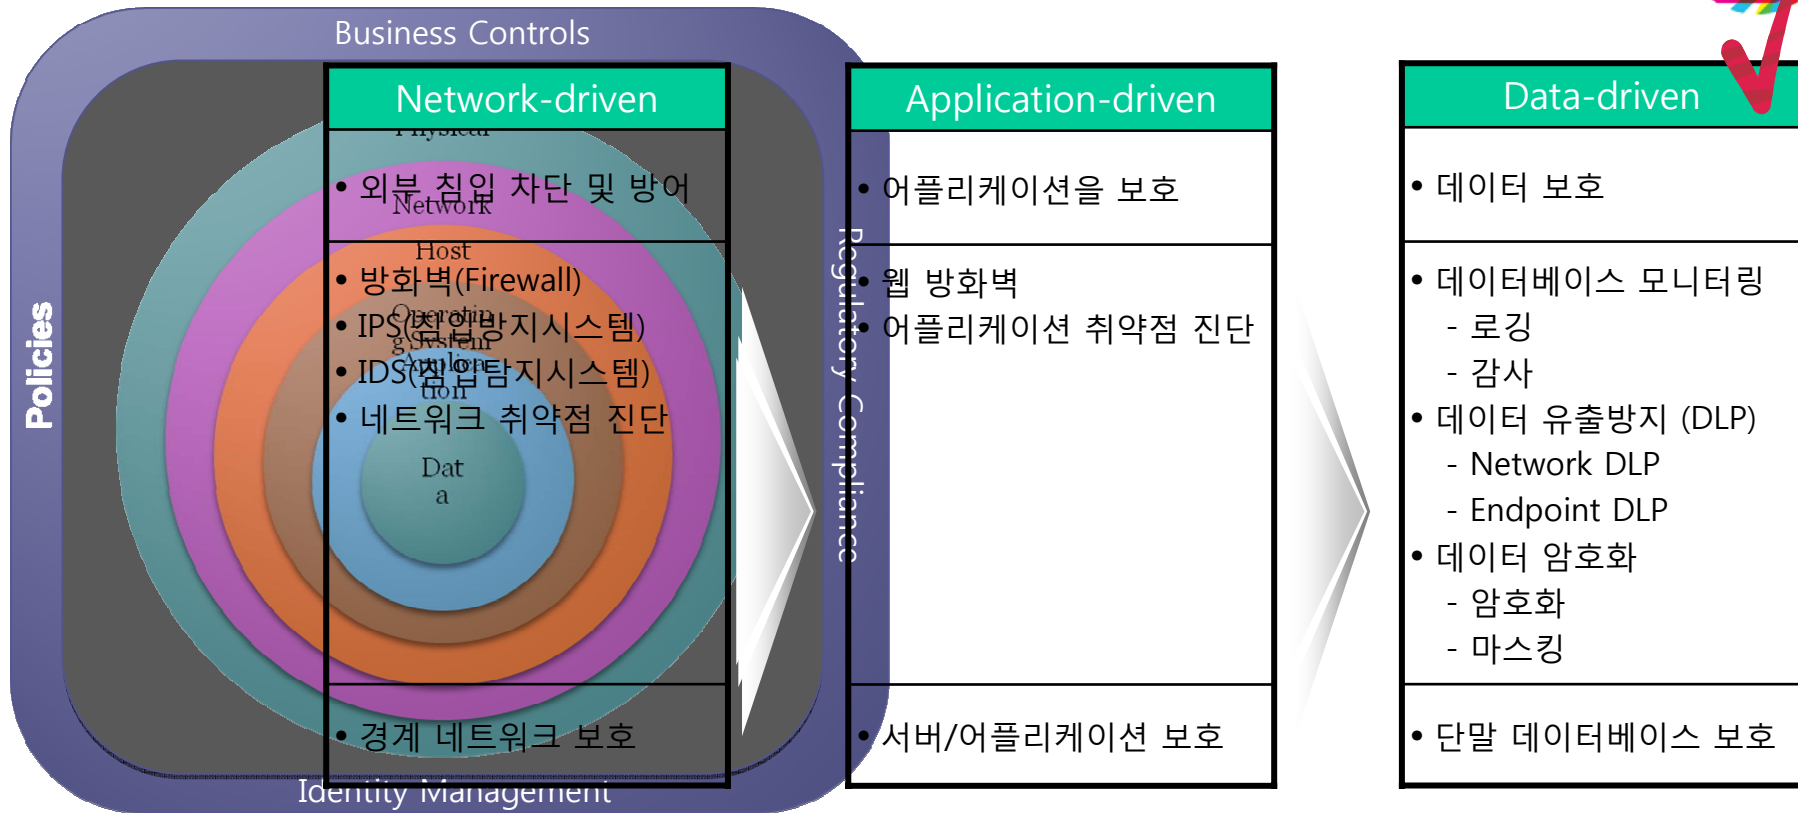 Business Controls
Policies
Regulatory Compliance
Identity Management
Physical
Network
Host
Operatin
g System
Applica
tion
Dat
a
Network-driven
• 외부 침입 차단 및 방어
• 방화벽(Firewall)
• IPS(침입방지시스템)
• IDS(침입탐지시스템)
• 네트워크 취약점 진단
• 경계 네트워크 보호
Application-driven
• 어플리케이션을 보호
• 웹 방화벽
• 어플리케이션 취약점 진단
• 서버/어플리케이션 보호
Data-driven
• 데이터 보호
• 데이터베이스 모니터링
- 로깅
- 감사
• 데이터 유출방지 (DLP)
- Network DLP
- Endpoint DLP
• 데이터 암호화
- 암호화
- 마스킹
• 단말 데이터베이스 보호